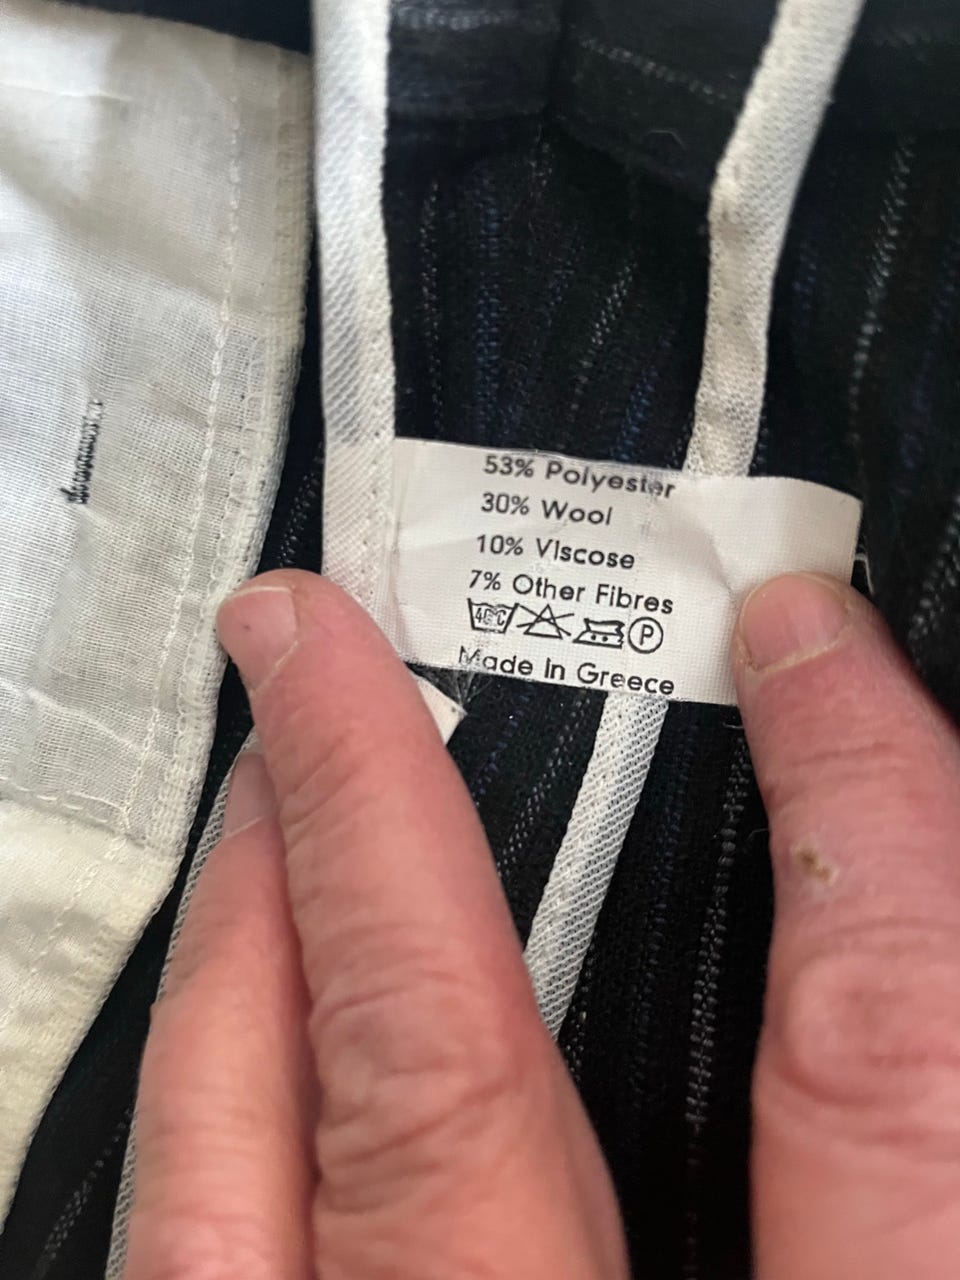 53% Polyester
30% Wool
10% VIscose
7% Other Fibres
P
Made In Greece